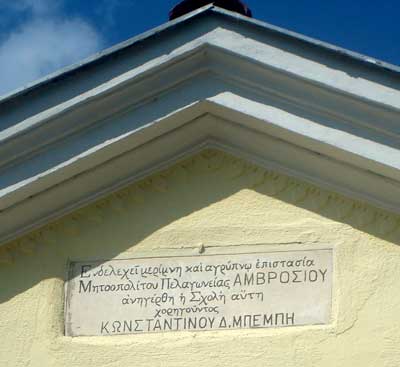 Ἐνδελεχεῖ μερίμνῃ καὶ ἀγρύπνῳ ἐπιστασίᾳ
Μητροπολίτου Πελαγωνείας ΑΜΒΡΟΣΙΟΥ
ἀνηγέρθη ἡ Σχολὴ αὕτη
χορηγοῦντος
ΚΩΝΣΤΑΝΤΙΝΟΥ Δ. ΜΠΕΜΠΗ